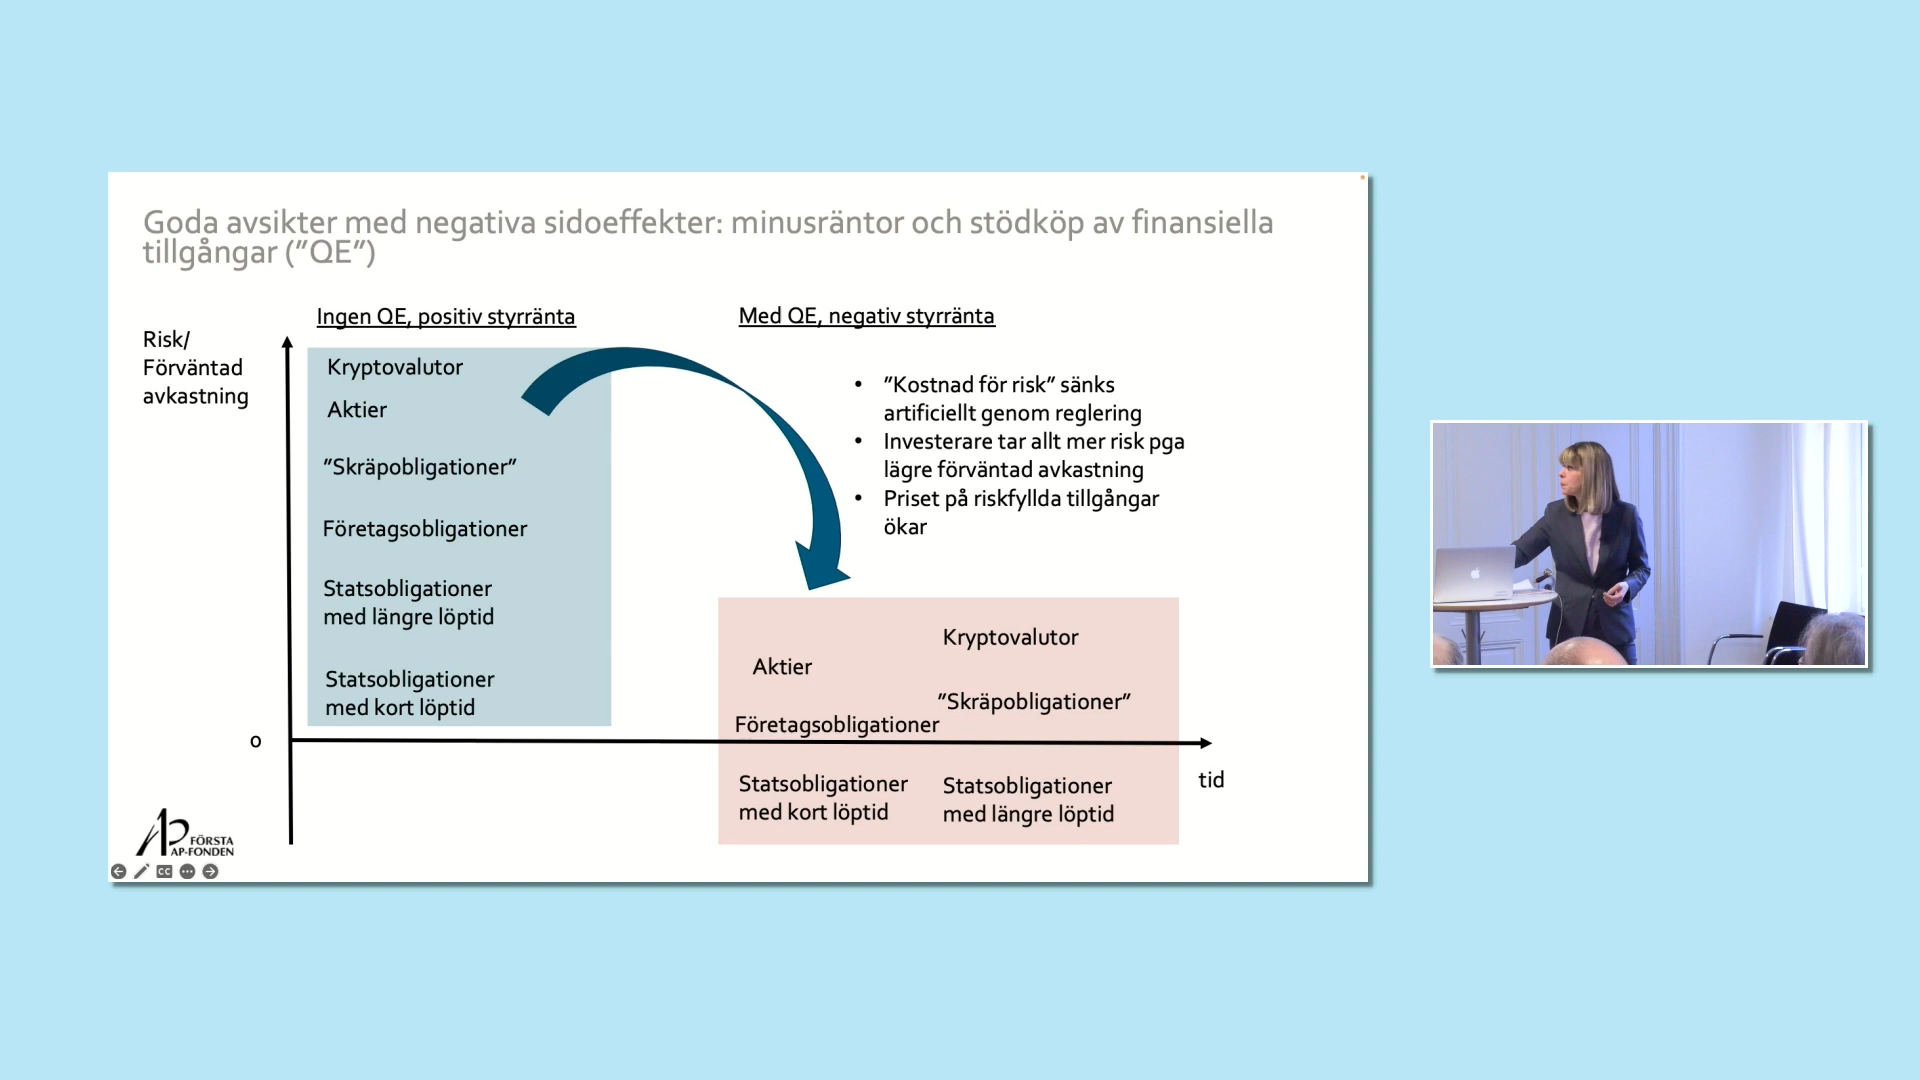 Goda avsikter med negativa sidoeffekter: minusräntor och stödköp av finansiella
tillgångar (”QE”)
Ingen QE, positiv styrränta
Med QE, negativ styrränta
Risk/
Förväntad
avkastning
Kryptovalutor
Aktier
”Skräpobligationer”
Företagsobligationer
Statsobligationer
med längre löptid
Statsobligationer
med kort löptid
• ”Kostnad för risk” sänks
artificiellt genom reglering
• Investerare tar allt mer risk pga
lägre förväntad avkastning
• Priset på riskfyllda tillgångar
ökar
Kryptovalutor
Aktier
”Skräpobligationer”
Företagsobligationer
0
tid
Statsobligationer
med kort löptid
Statsobligationer
med längre löptid
AP FÖRSTA
AP-FONDEN
CC